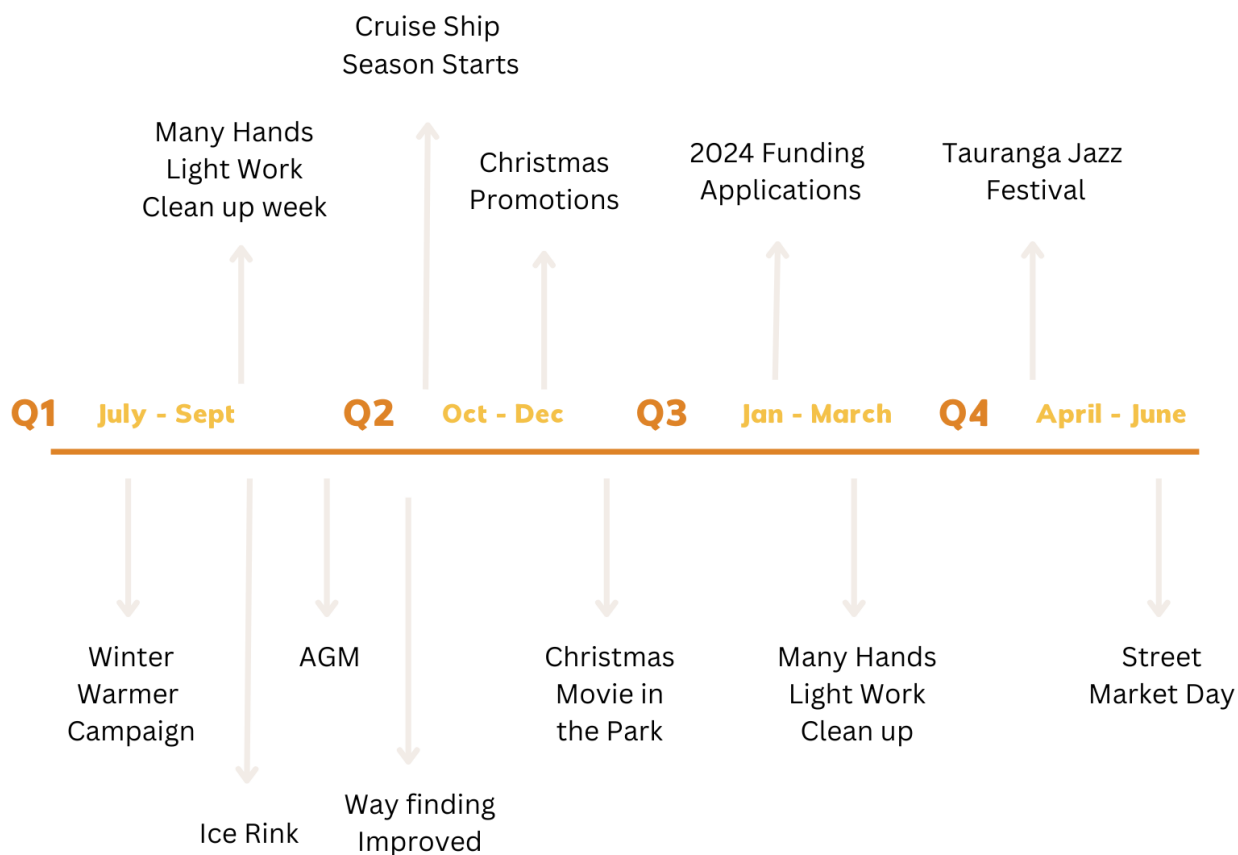 Cruise Ship
Season Starts
Many Hands
Light Work
Clean up week
Christmas
Promotions
2024 Funding
Applications
Tauranga Jazz
Festival
Q1 July - Sept Q2 Oct - Dec Q3 Jan - March Q4 April - June
Winter
Warmer
Campaign
Ice Rink
AGM
Way finding
Improved
Christmas
Movie in
the Park
Many Hands
Light Work
Clean up
Street
Market Day